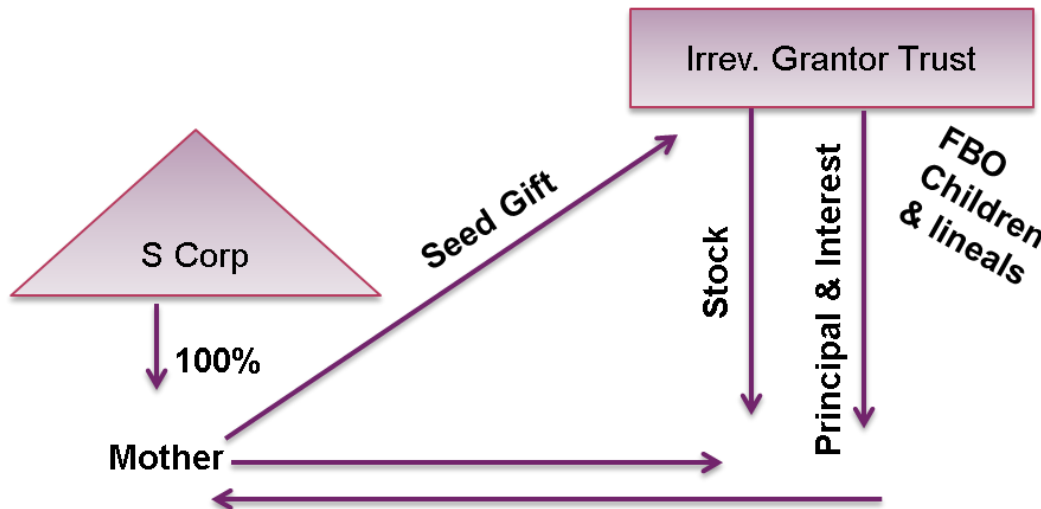 Irrev. Grantor Trust
S Corp
100%
Mother
Seed Gift
Stock
Principal & Interest
FBO
Children
& lineals